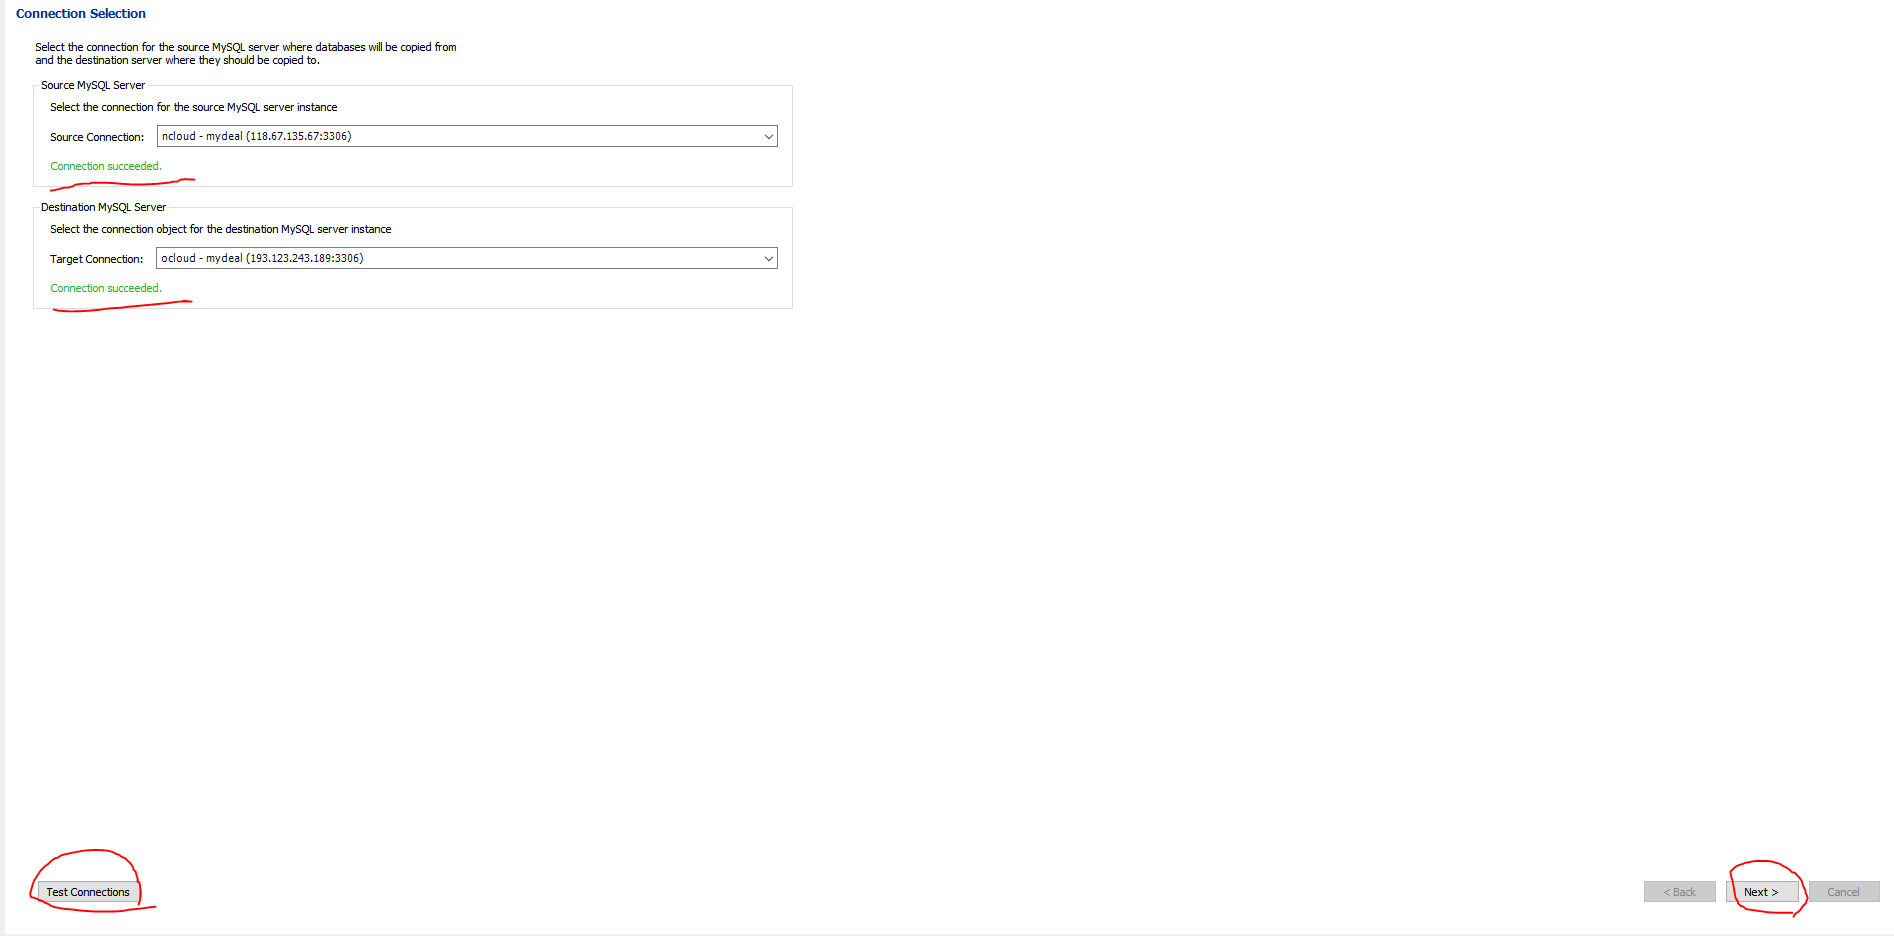 Connection Selection
Select the connection for the source MySQL server where databases will be copied from
and the destination server where they should be copied to.
Source MySQL Server
Select the connection for the source MySQL server instance
Source Connection: ncloud - mydeal (118.67.135.67:3306)
Connection succeeded.
Destination MySQL Server
Select the connection object for the destination MySQL server instance
Target Connection: ocloud - mydeal (193.123.243.189:3306)
Connection succeeded.
Test Connections < Back Next > Cancel